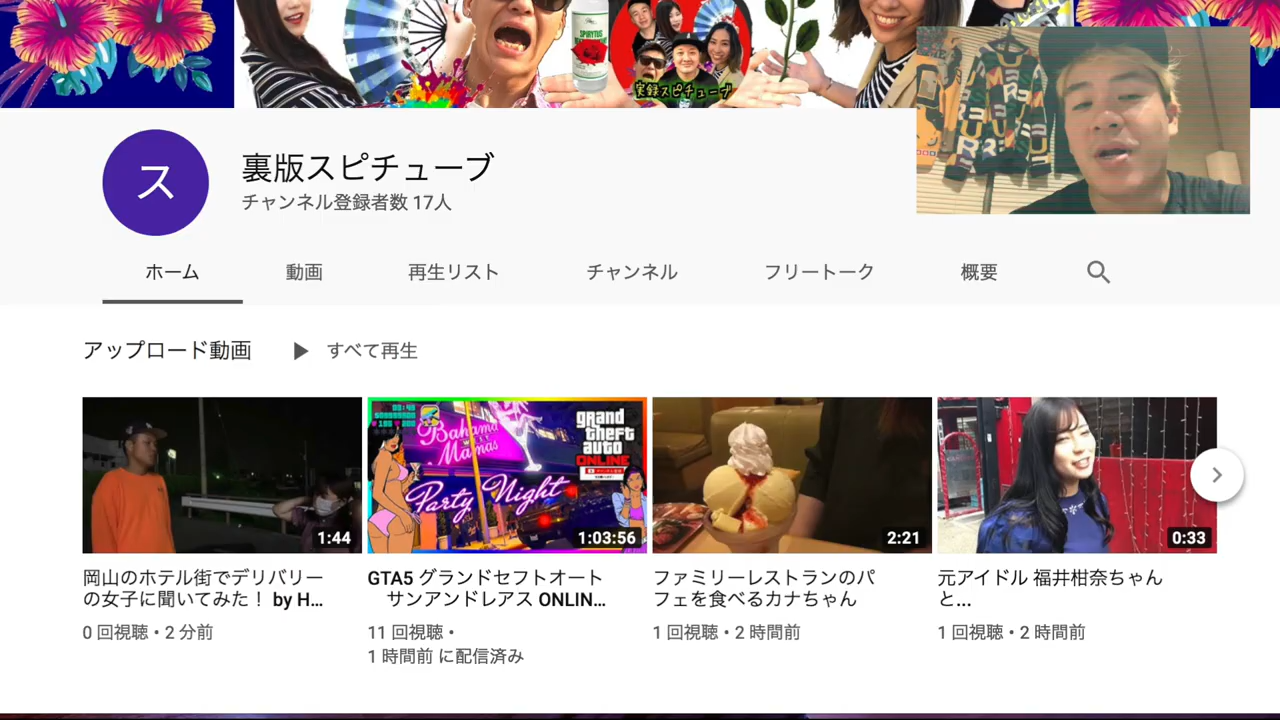 SPIRYTUS
実録スピチューブ
ス
裏版スピチューブ
チャンネル登録者数 17人
ホーム
動画
再生リスト
チャンネル
フリートーク
概要
アップロード動画
すべて再生
1:44
Bahama
Mamas
Party Night
grand
theft
auto
ONLINE
1:03:56
2:21
0:33
岡山のホテル街でデリバリー
の女子に聞いてみた！ by H...
GTA5 グランドセフトオート
サンアンドレアス ONLIN...
ファミリーレストランのパ
フェを食べるカナちゃん
元アイドル 福井柑奈ちゃん
と...
0 回視聴・2 分前
11 回視聴・
1 時間前 に配信済み
1 回視聴・2 時間前
1 回視聴・2 時間前